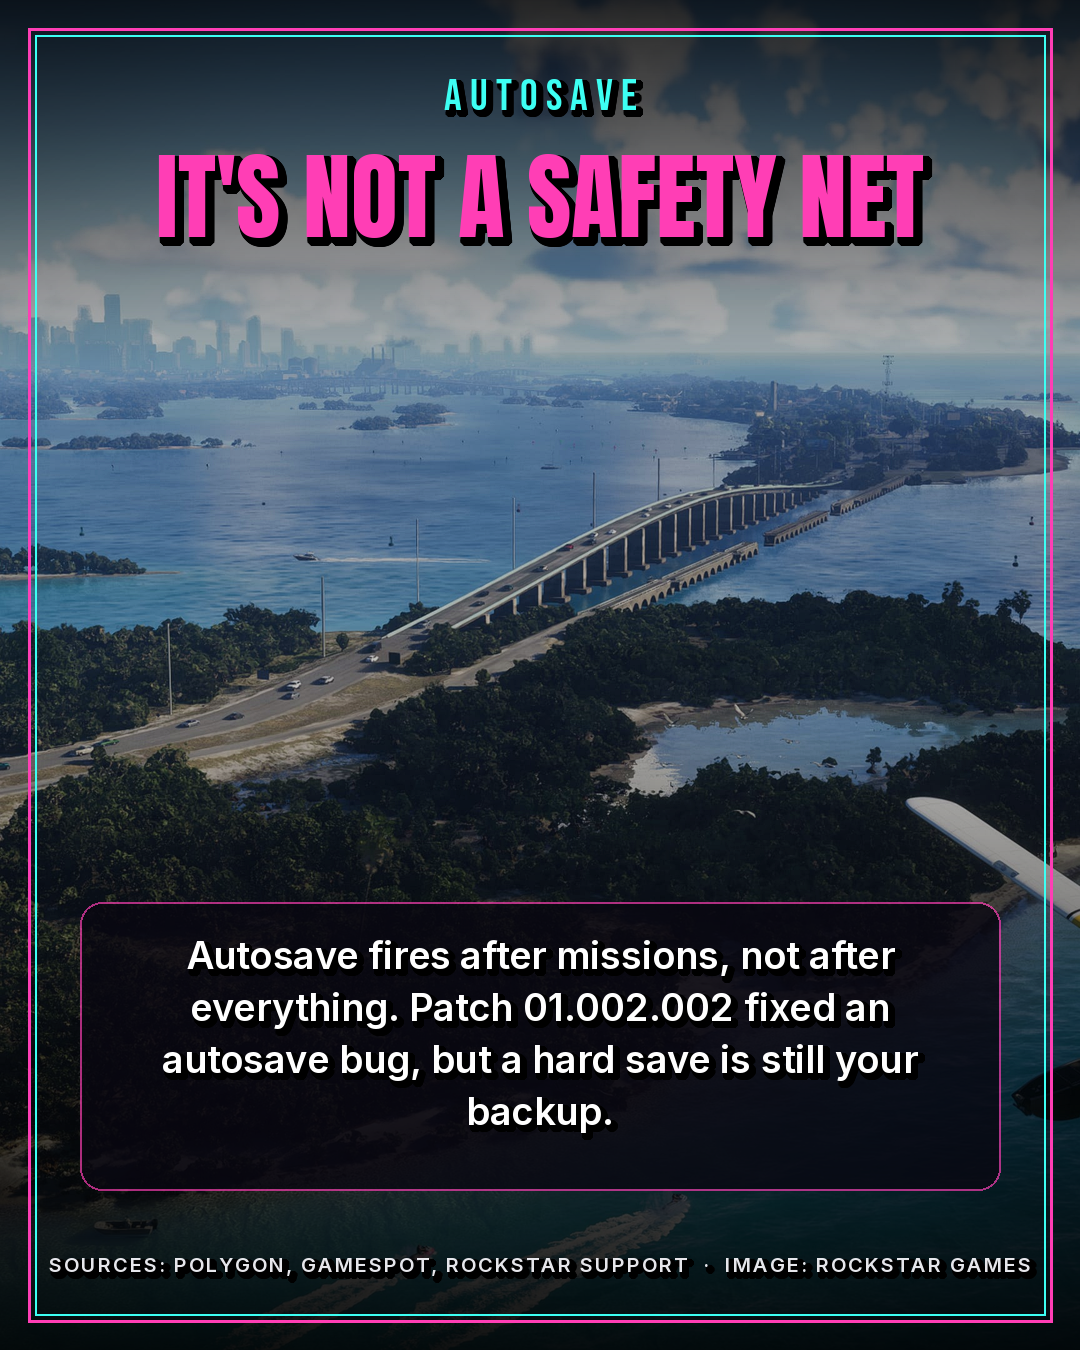 AUTOSAVE
IT'S NOT A SAFETY NET
Autosave fires after missions, not after
everything. Patch 01.002.002 fixed an
autosave bug, but a hard save is still your
backup.
SOURCES: POLYGON, GAMESPOT, ROCKSTAR SUPPORT · IMAGE: ROCKSTAR GAMES